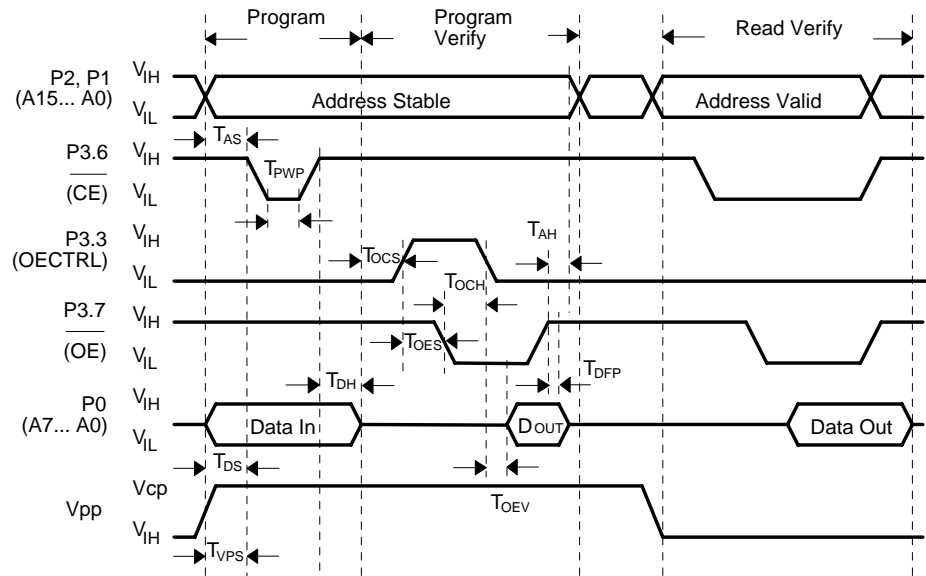 Program
Program
Verify
Read Verify
P2, P1
(A15... A0)
VIH
VIL
Address Stable
Address Valid
TAS
P3.6
(CE)
VIH
VIL
TPWP
P3.3
(OECTRL)
VIH
VIL
TOCS
TAH
TOCH
P3.7
(OE)
VIH
VIL
TOES
TDFP
TDH
P0
(A7... A0)
VIH
VIL
Data In
DOUT
Data Out
TDS
Vpp
Vcp
VIH
TOEV
TVPS